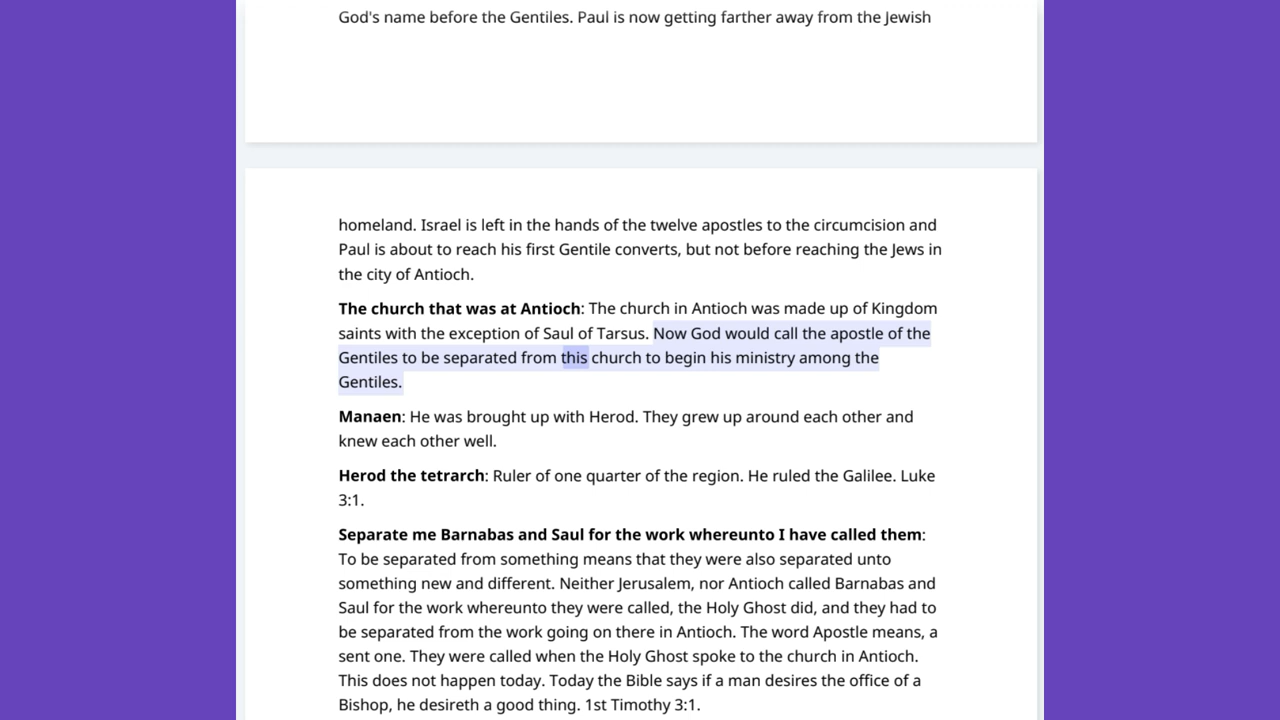 God's name before the Gentiles. Paul is now getting farther away from the Jewish
homeland. Israel is left in the hands of the twelve apostles to the circumcision and
Paul is about to reach his first Gentile converts, but not before reaching the Jews in
the city of Antioch.
The church that was at Antioch: The church in Antioch was made up of Kingdom
saints with the exception of Saul of Tarsus. Now God would call the apostle of the
Gentiles to be separated from this church to begin his ministry among the
Gentiles.
Manaen: He was brought up with Herod. They grew up around each other and
knew each other well.
Herod the tetrarch: Ruler of one quarter of the region. He ruled the Galilee. Luke
3:1.
Separate me Barnabas and Saul for the work whereunto I have called them:
To be separated from something means that they were also separated unto
something new and different. Neither Jerusalem, nor Antioch called Barnabas and
Saul for the work whereunto they were called, the Holy Ghost did, and they had to
be separated from the work going on there in Antioch. The word Apostle means, a
sent one. They were called when the Holy Ghost spoke to the church in Antioch.
This does not happen today. Today the Bible says if a man desires the office of a
Bishop, he desireth a good thing. 1st Timothy 3:1.